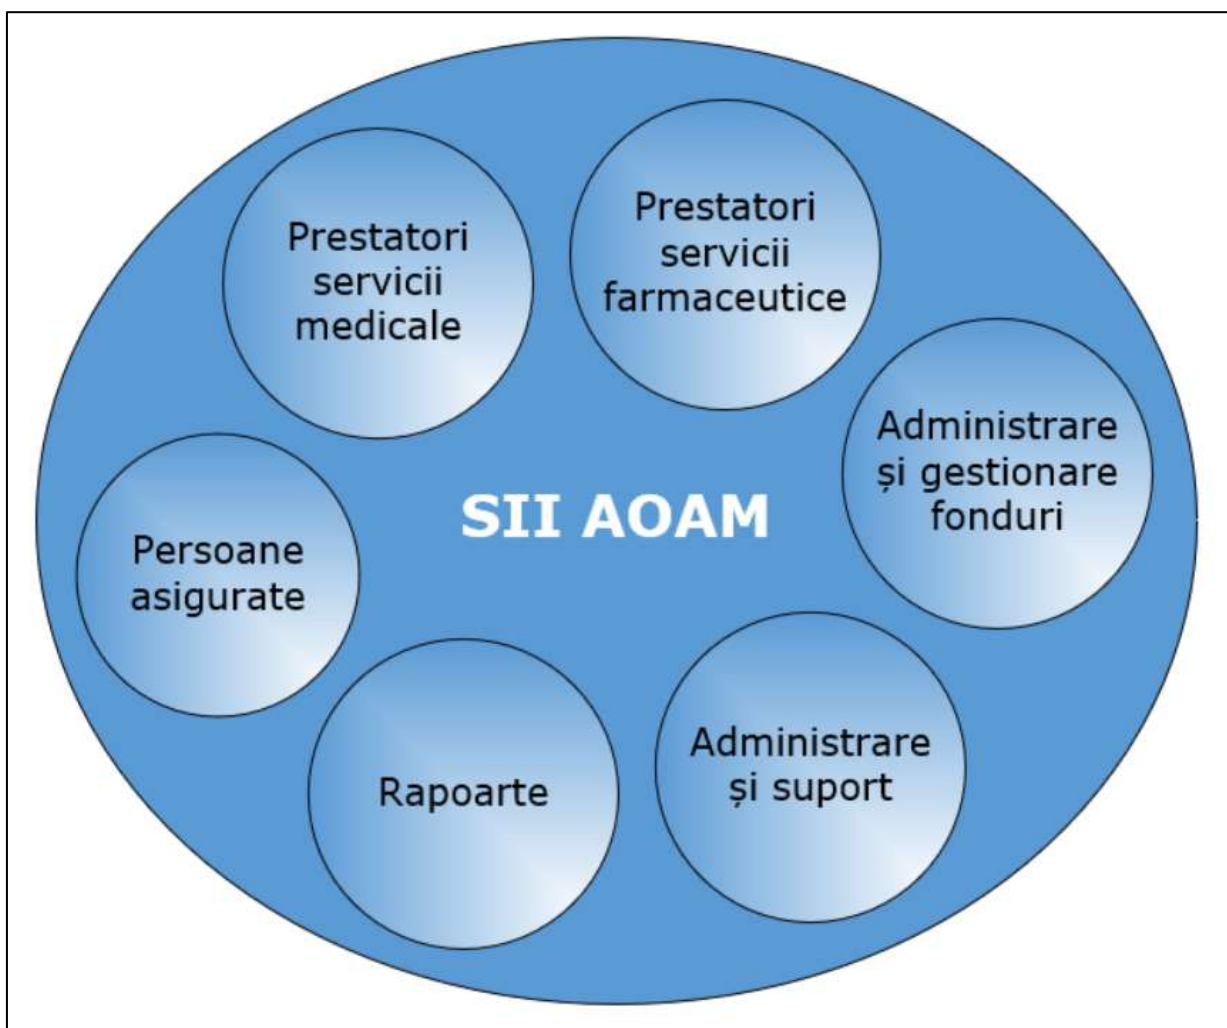 Prestatori
servicii
medicale
Prestatori
servicii
farmaceutice
Administrare
și gestionare
fonduri
SII AOAM
Persoane
asigurate
Rapoarte
Administrare
și suport